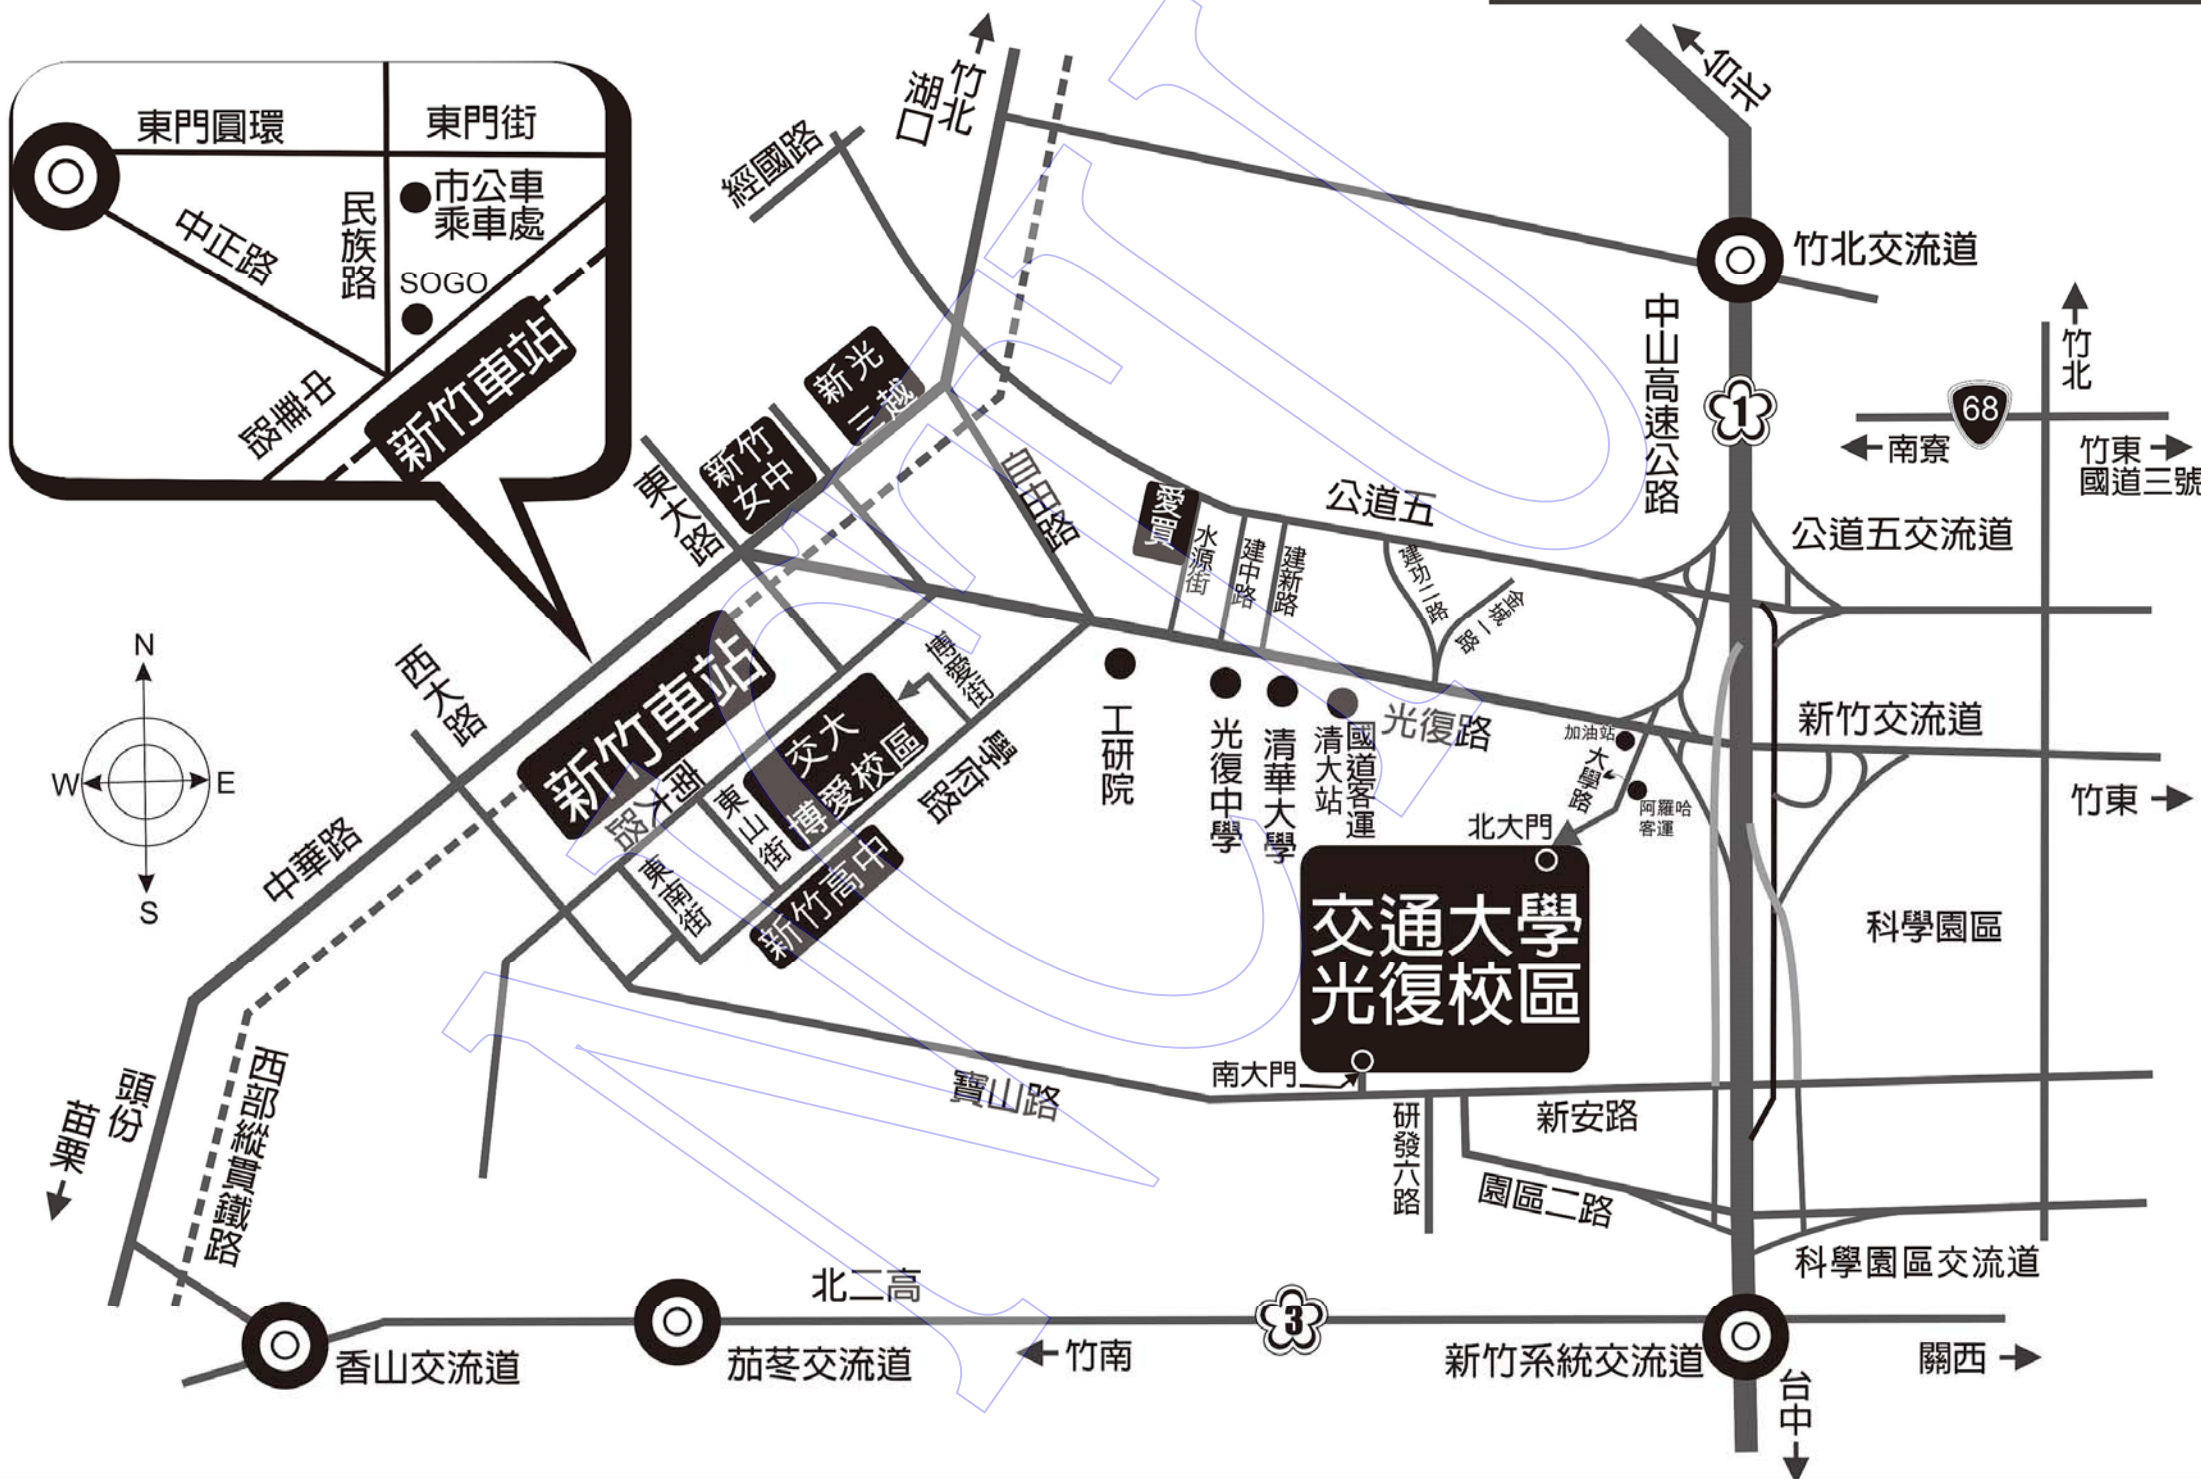 東門圓環
東門街
市公車
乘車處
民族路
中正路
SOGO
中華路
新竹車站
竹北
湖口
台北
經國路
竹北交流道
中山高速公路
1
竹北
68
南寮
竹東
國道三號
新光
三越
新竹
女中
東大路
自由路
愛買
水源街
建中路
建新路
公道五
建功二路
金城一路
公道五交流道
N
W
E
S
西大路
新竹車站
博愛街
交大
博愛校區
學府路
南大路
東山街
東南街
新竹高中
工研院
光復中學
清華大學
國道客運
清大站
光復路
加油站
大學路
阿羅哈
客運
北大門
新竹交流道
竹東
交通大學
光復校區
科學園區
中華路
南大門
寶山路
新安路
研發六路
園區二路
科學園區交流道
頭份
苗栗
西部縱貫鐵路
北二高
3
香山交流道
茄苳交流道
竹南
新竹系統交流道
關西
台中
NCTU